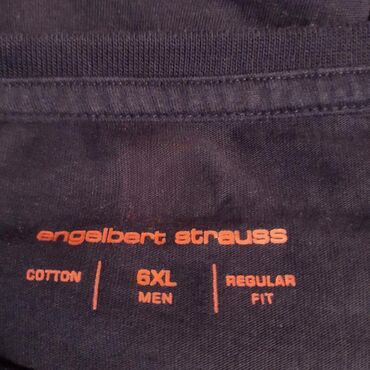 engelbert strauss
COTTON | 6XL MEN | REGULAR FIT